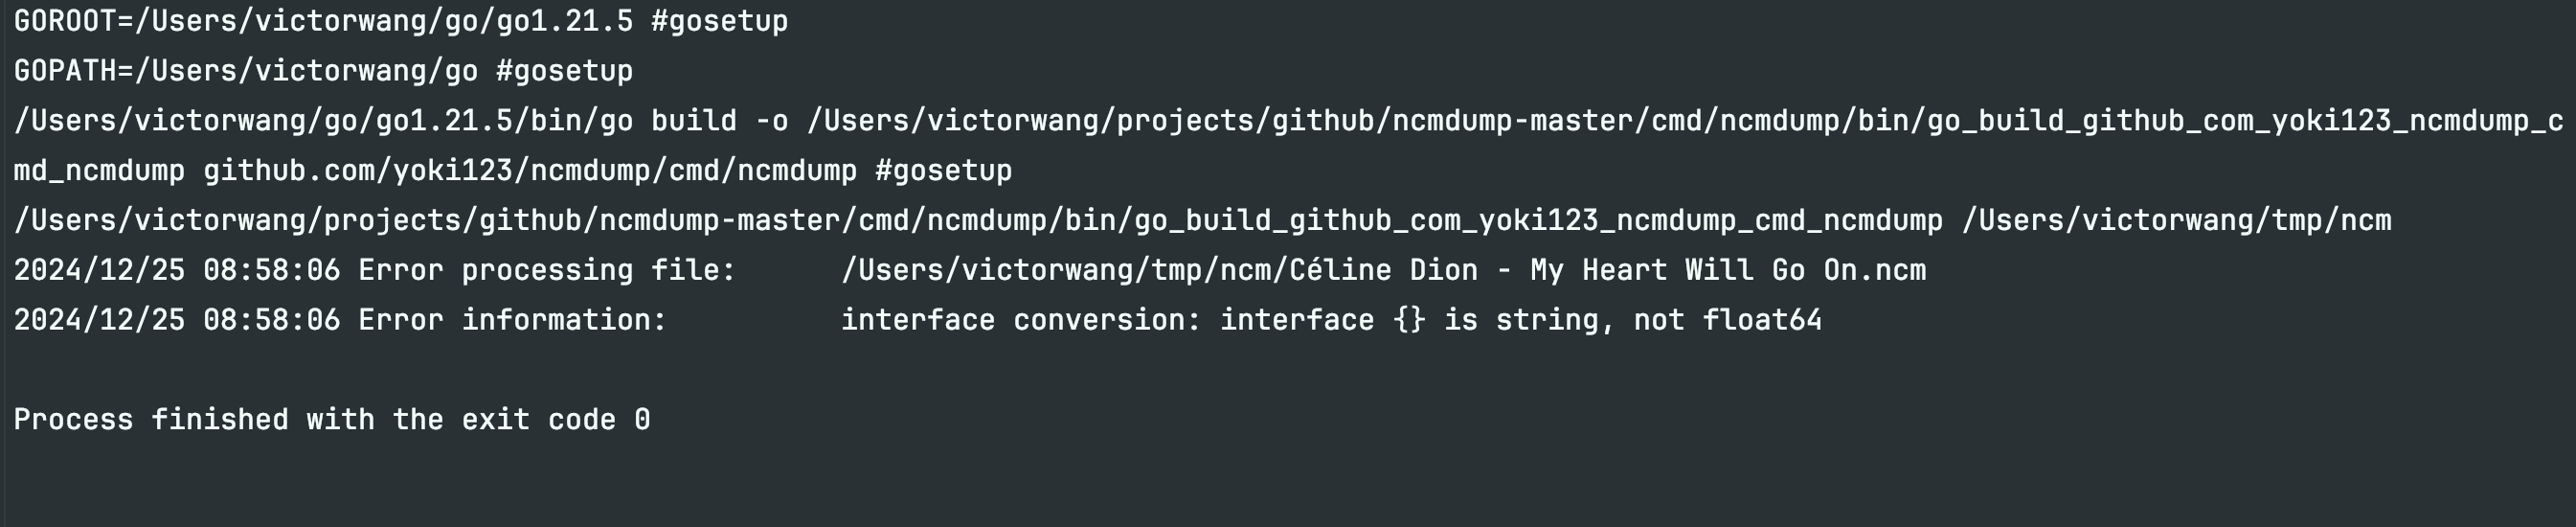 GOROOT=/Users/victorwang/go/go1.21.5 #gosetup
GOPATH=/Users/victorwang/go #gosetup
/Users/victorwang/go/go1.21.5/bin/go build -o /Users/victorwang/projects/github/ncmdump-master/cmd/ncmdump/bin/go_build_github_com_yoki123_ncmdump_c
md_ncmdump github.com/yoki123/ncmdump/cmd/ncmdump #gosetup
/Users/victorwang/projects/github/ncmdump-master/cmd/ncmdump/bin/go_build_github_com_yoki123_ncmdump_cmd_ncmdump /Users/victorwang/tmp/ncm
2024/12/25 08:58:06 Error processing file:      /Users/victorwang/tmp/ncm/Céline Dion - My Heart Will Go On.ncm
2024/12/25 08:58:06 Error information:          interface conversion: interface {} is string, not float64
Process finished with the exit code 0